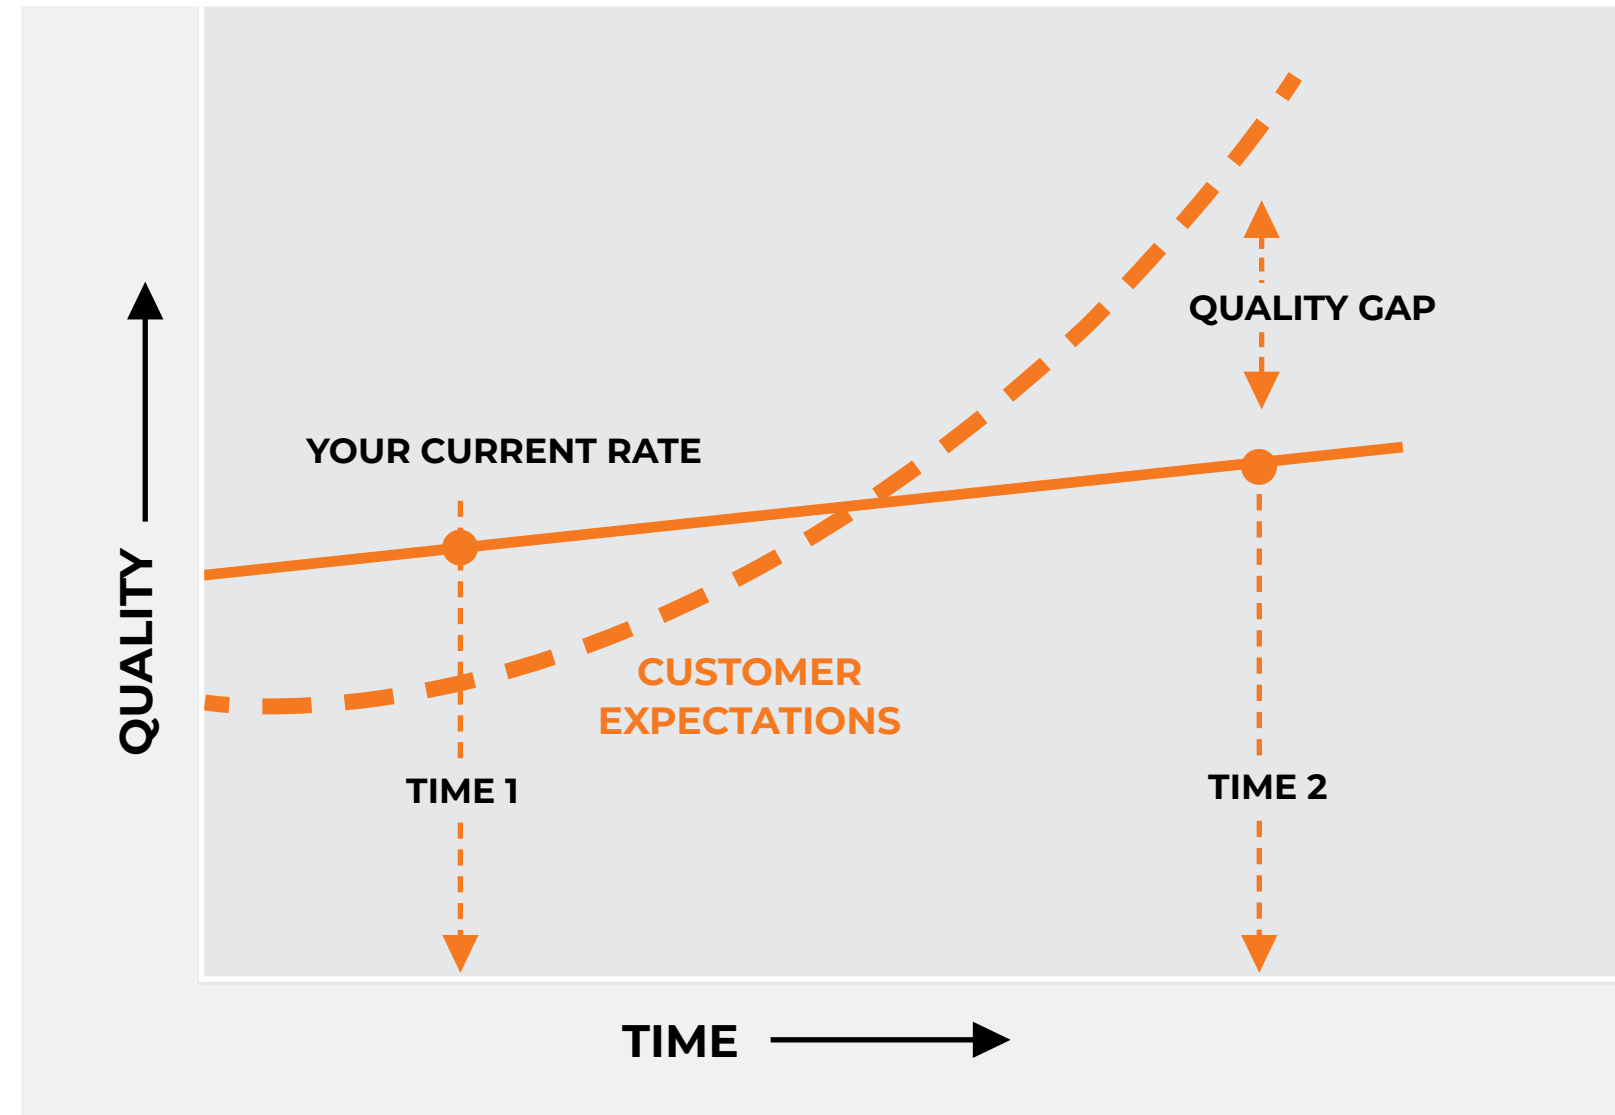 QUALITY GAP
YOUR CURRENT RATE
QUALITY
CUSTOMER
EXPECTATIONS
TIME 1
TIME 2
TIME